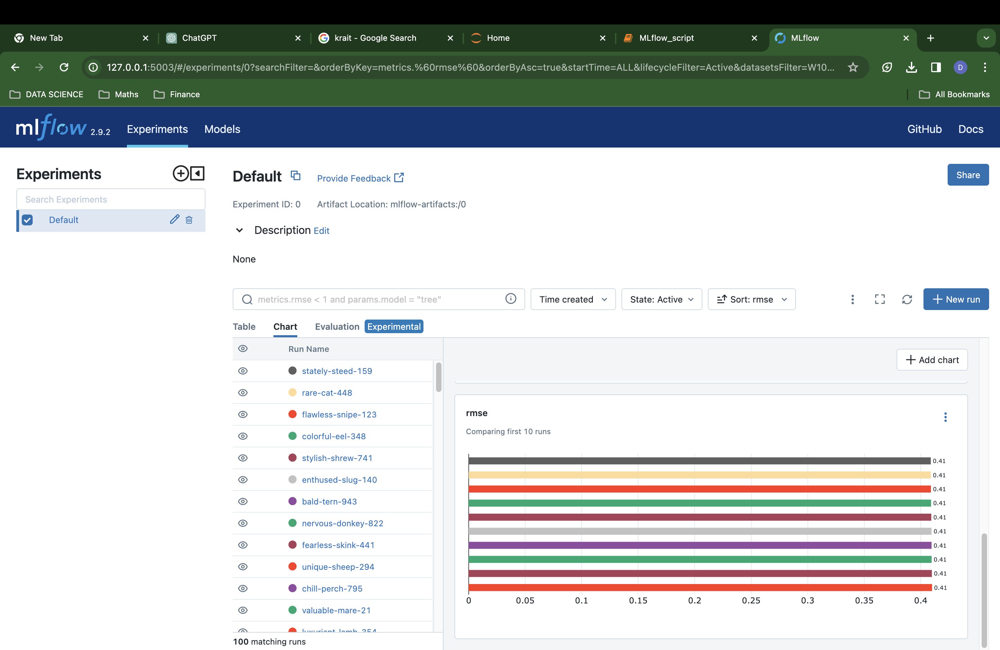 New Tab
ChatGPT
krait - Google Search
Home
MLflow_script
MLflow
127.0.0.1:5003/#/experiments/0?searchFilter=&orderByKey=metrics.%60rmse%60&orderByAsc=true&startTime=ALL&lifecycleFilter=Active&datasetsFilter=W10...
D
DATA SCIENCE
Maths
Finance
All Bookmarks
mlflow 2.9.2
Experiments
Models
GitHub
Docs
Experiments
Search Experiments
Default
Default
Provide Feedback
Share
Experiment ID: 0
Artifact Location: mlflow-artifacts:/0
Description Edit
None
metrics.rmse < 1 and params.model = "tree"
Time created
State: Active
Sort: rmse
New run
Table
Chart
Evaluation
Experimental
Run Name
stately-steed-159
rare-cat-448
flawless-snipe-123
colorful-eel-348
stylish-shrew-741
enthused-slug-140
bald-tern-943
nervous-donkey-822
fearless-skink-441
unique-sheep-294
chill-perch-795
valuable-mare-21
luxuriant-lamb-354
100 matching runs
Add chart
rmse
Comparing first 10 runs
0.41
0.41
0.41
0.41
0.41
0.41
0.41
0.41
0.41
0.41
0
0.05
0.1
0.15
0.2
0.25
0.3
0.35
0.4